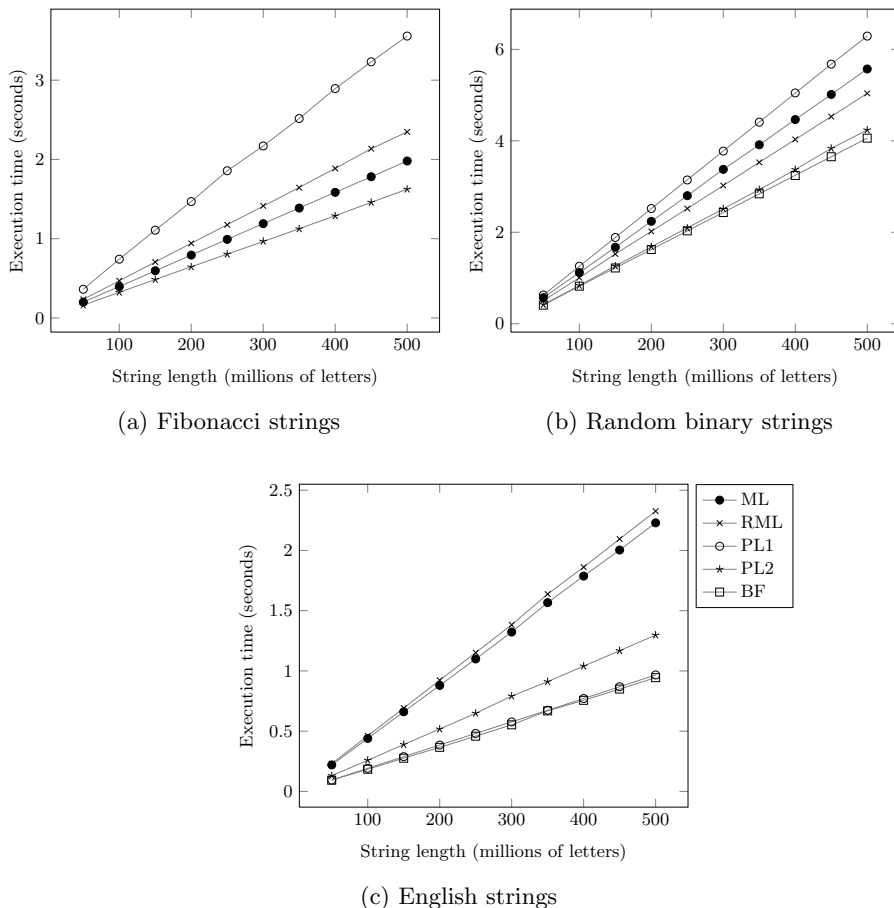 3
2
1
0
Execution time (seconds)
100 200 300 400 500
String length (millions of letters)
(a) Fibonacci strings
6
4
2
0
Execution time (seconds)
100 200 300 400 500
String length (millions of letters)
(b) Random binary strings
2.5
2
1.5
1
0.5
0
Execution time (seconds)
100 200 300 400 500
String length (millions of letters)
ML
RML
PL1
PL2
BF
(c) English strings